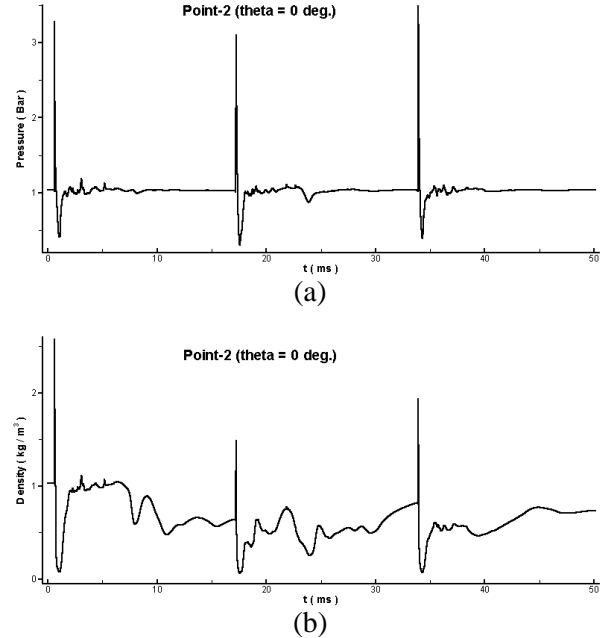 Point-2 (theta = 0 deg.)
Pressure ( Bar )
3
2
1
0 10 20 30 40 50
t ( ms )
(a)
Point-2 (theta = 0 deg.)
Density ( kg / m³ )
2
1
0
0 10 20 30 40 50
t ( ms )
(b)